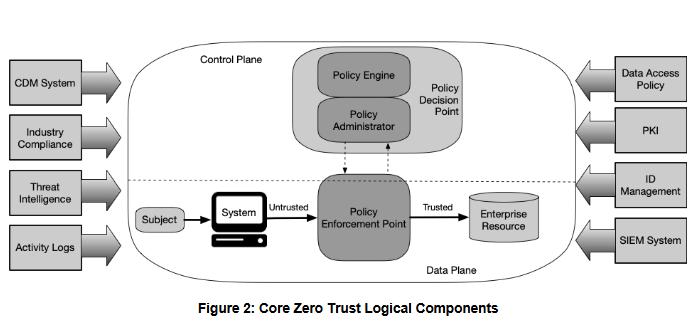 Control Plane
Policy Engine
Policy
Administrator
Policy
Decision
Point
CDM System
Industry
Compliance
Threat
Intelligence
Activity Logs
Data Access
Policy
PKI
ID
Management
SIEM System
Subject
System
Untrusted
Policy
Enforcement Point
Trusted
Enterprise
Resource
Data Plane
Figure 2: Core Zero Trust Logical Components